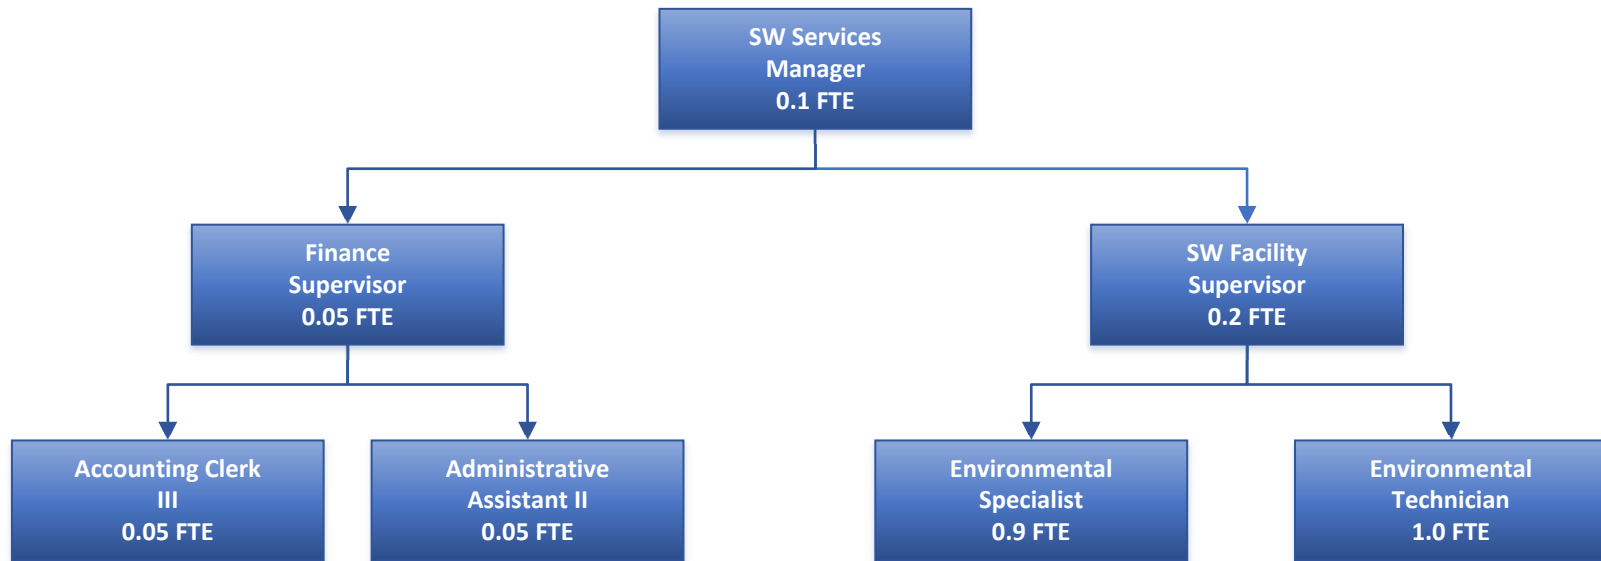 SW Services
Manager
0.1 FTE
Finance
Supervisor
0.05 FTE
SW Facility
Supervisor
0.2 FTE
Accounting Clerk
III
0.05 FTE
Administrative
Assistant II
0.05 FTE
Environmental
Specialist
0.9 FTE
Environmental
Technician
1.0 FTE